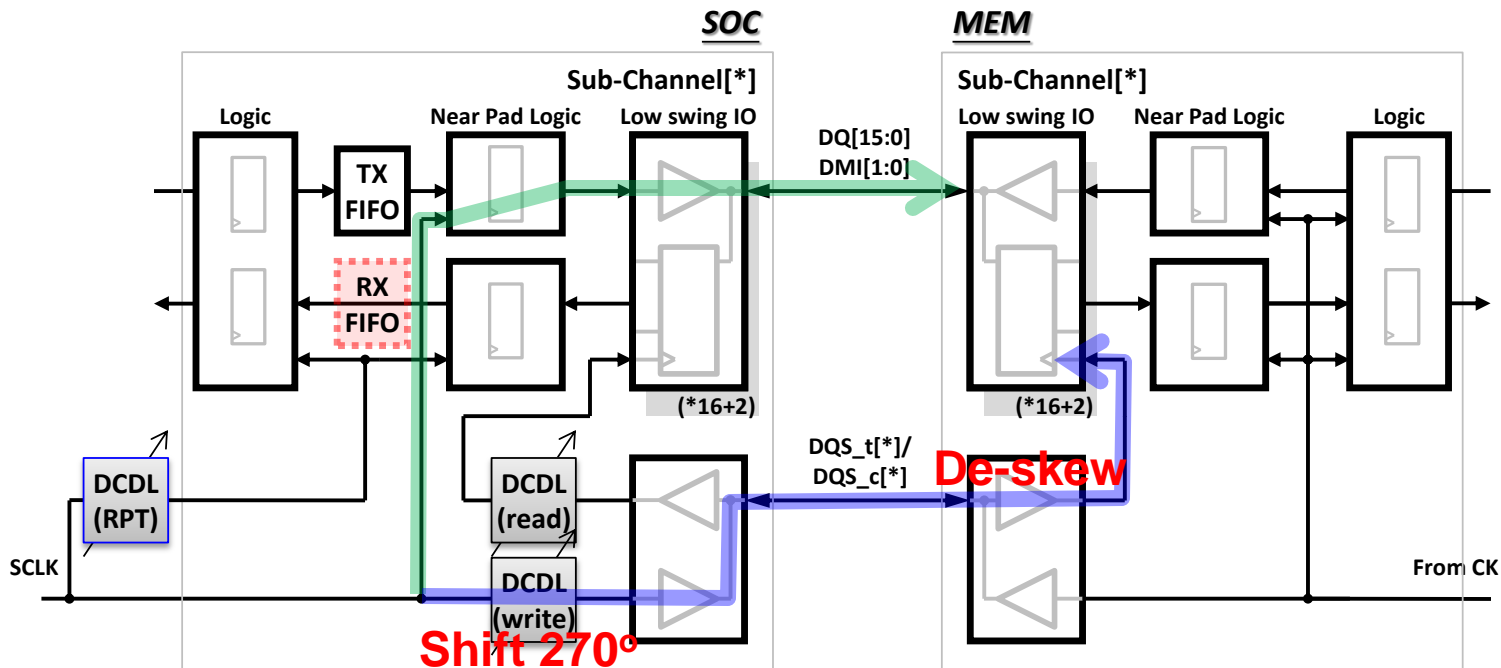 SOC
MEM
Sub-Channel[*]
Sub-Channel[*]
Logic
Near Pad Logic
Low swing IO
Low swing IO
Near Pad Logic
Logic
DQ[15:0]
DMI[1:0]
TX
FIFO
RX
FIFO
(*16+2)
(*16+2)
DQS_t[*]/
DQS_c[*]
De-skew
DCDL
(RPT)
DCDL
(read)
SCLK
DCDL
(write)
From CK
Shift 270°